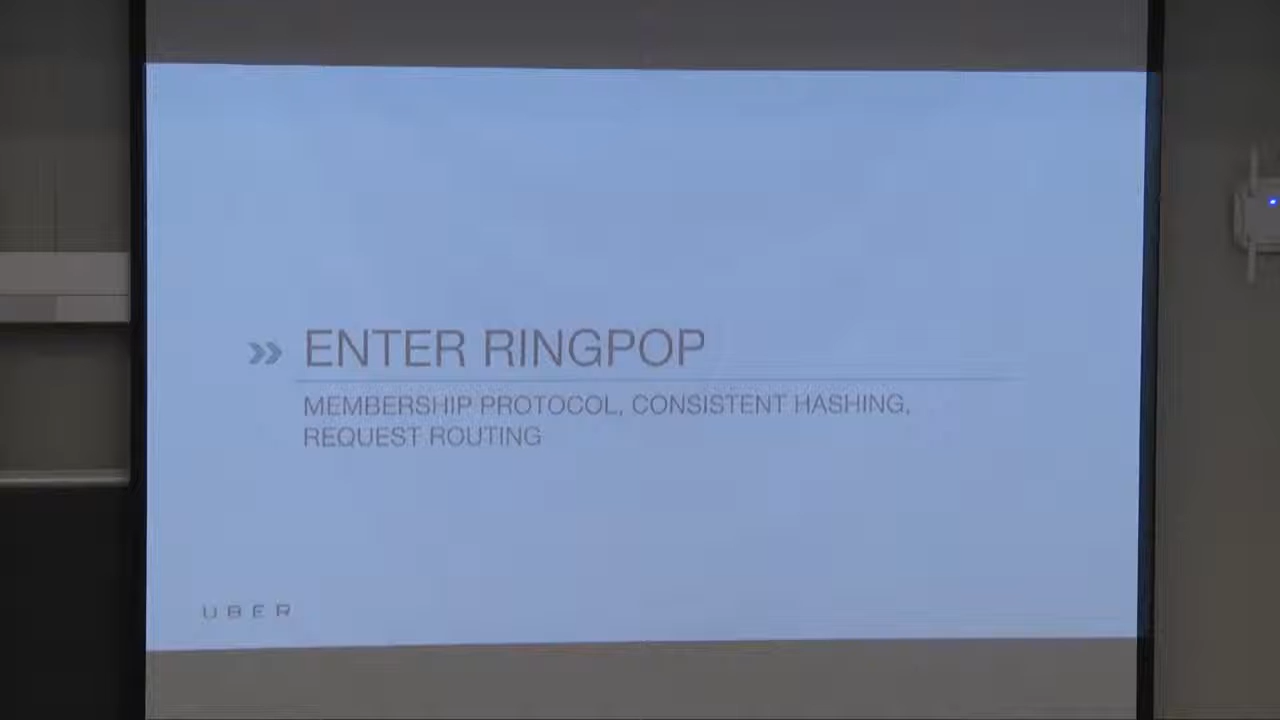 » ENTER RINGPOP
MEMBERSHIP PROTOCOL, CONSISTENT HASHING,
REQUEST ROUTING
UBER